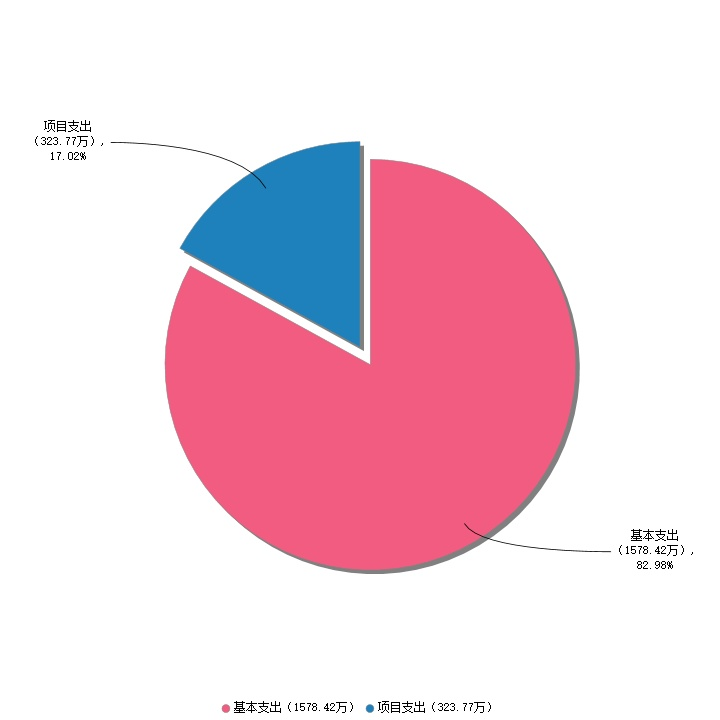 项目支出
（323.77万）,
17.02%
基本支出
（1578.42万）,
82.98%
基本支出（1578.42万） 项目支出（323.77万）